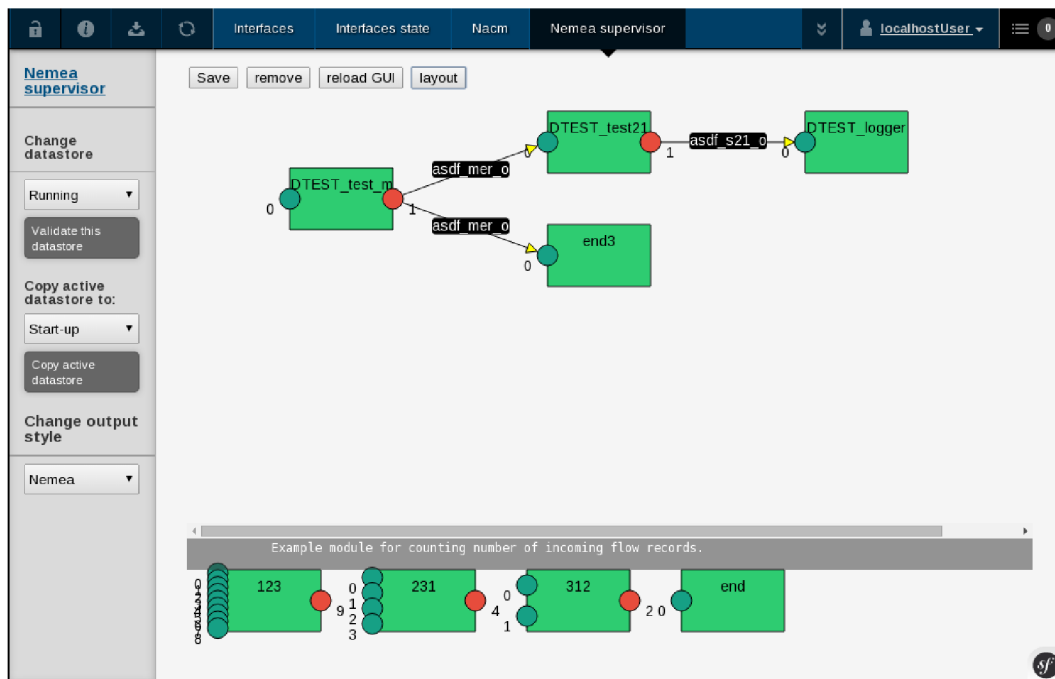 Interfaces
Interfaces state
Nacm
Nemea supervisor
localhostUser
0
Nemea
supervisor
Save
remove
reload GUI
layout
Change
datastore
Running
Validate this
datastore
Copy active
datastore to:
Start-up
Copy active
datastore
Change output
style
Nemea
DTEST_test21
DTEST_logger
asdf_s21_o
0
1
0
asdf_mer_o
DTEST_test_m
0
1
asdf_mer_o
end3
0
Example module for counting number of incoming flow records.
123
231
312
end
9
0
1
2
3
4
0
1
2
0
sf